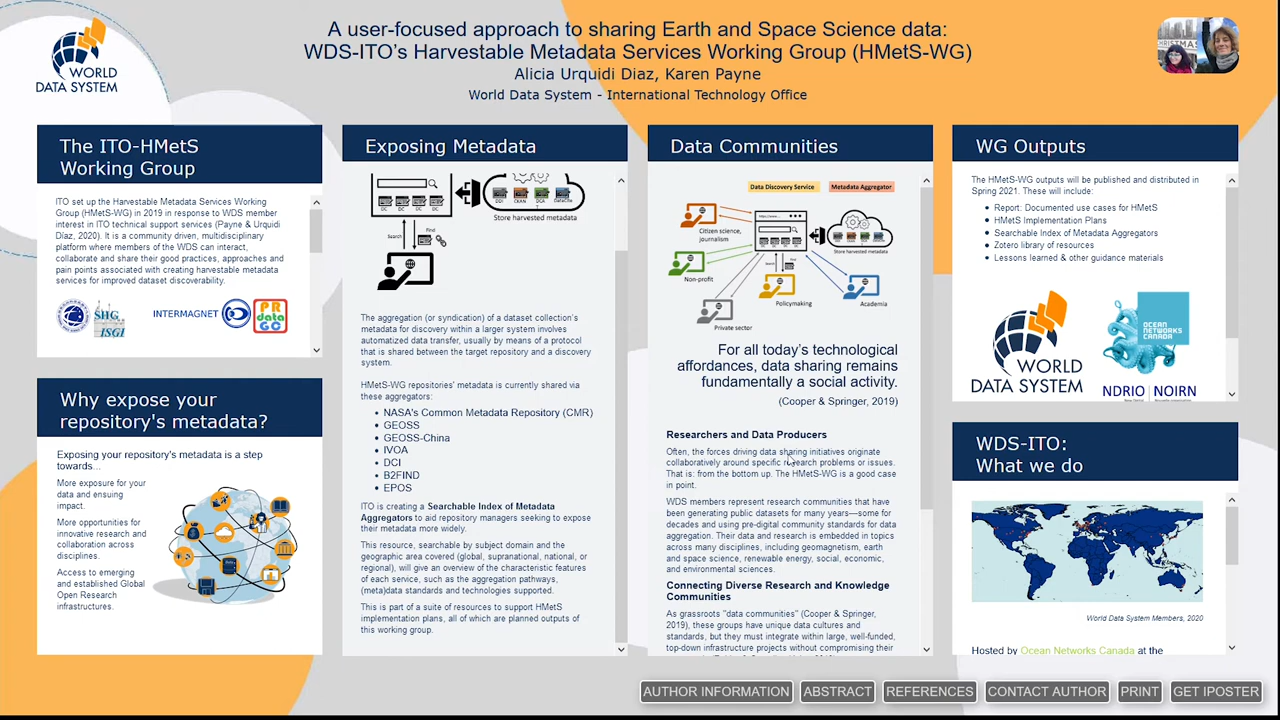 A user-focused approach to sharing Earth and Space Science data:
WDS-ITO's Harvestable Metadata Services Working Group (HMetS-WG)
Alicia Urquidi Diaz, Karen Payne
World Data System - International Technology Office
WORLD
DATA SYSTEM
The ITO-HMetS
Working Group
ITO set up the Harvestable Metadata Services Working
Group (HMetS-WG) in 2019 in response to WDS member
interest in ITO technical support services (Payne & Urquidi
Díaz, 2020). It is a community driven, multidisciplinary
platform where members of the WDS can interact,
collaborate and share their good practices, approaches and
pain points associated with creating harvestable metadata
services for improved dataset discoverability.
SHG
ISGI
INTERMAGNET
PR
data
GC
Why expose your
repository's metadata?
Exposing your repository's metadata is a step
towards...
More exposure for your
data and ensuing
impact.
More opportunities for
innovative research and
collaboration across
disciplines.
Access to emerging
and established Global
Open Research
infrastructures.
Exposing Metadata
DC DC DC DC
DDI CKAN DCAT DataCite
Store harvested metadata
Search
Find
The aggregation (or syndication) of a dataset collection's
metadata for discovery within a larger system involves
automated data transfer, usually by means of a protocol
that is shared between the target repository and a discovery
system.
HMetS-WG repositories' metadata is currently shared via
these aggregators:
• NASA's Common Metadata Repository (CMR)
• GEOSS
• GEOSS-China
• IVOA
• DCI
• B2FIND
• EPOS
ITO is creating a Searchable Index of Metadata
Aggregators to aid repository managers seeking to expose
their metadata more widely.
This resource, searchable by subject domain and the
geographic area covered (global, supranational, national, or
regional), will give an overview of the characteristic features
of each service, such as the aggregation pathways,
(meta)data standards and technologies supported.
This is part of a suite of resources to support HMetS
implementation plans, all of which are planned outputs of
this working group.
Data Communities
Data Discovery Service
Metadata Aggregator
Citizen science,
journalism
Store harvested metadata
Search
Find
Non-profit
Policymaking
Academia
Private sector
For all today's technological
affordances, data sharing remains
fundamentally a social activity.
(Cooper & Springer, 2019)
Researchers and Data Producers
Often, the forces driving data sharing initiatives originate
collaboratively around specific research problems or issues.
That is: from the bottom up. The HMetS-WG is a good case
in point.
WDS members represent research communities that have
been generating public datasets for many years—some for
decades and using pre-digital community standards for data
aggregation. Their data and research is embedded in topics
across many disciplines, including geomagnetism, earth
and space science, renewable energy, social, economic,
and environmental sciences.
Connecting Diverse Research and Knowledge
Communities
As grassroots "data communities" (Cooper & Springer,
2019), these groups have unique data cultures and
standards, but they must integrate within large, well-funded,
top-down infrastructure projects without compromising their
WG Outputs
The HMetS-WG outputs will be published and distributed in
Spring 2021. These will include:
• Report: Documented use cases for HMetS
• HMetS Implementation Plans
• Searchable Index of Metadata Aggregators
• Zotero library of resources
• Lessons learned & other guidance materials
WORLD
DATA SYSTEM
OCEAN
NETWORKS
CANADA
NDRIO | NOIRN
WDS-ITO:
What we do
World Data System Members, 2020
Hosted by Ocean Networks Canada at the
AUTHOR INFORMATION
ABSTRACT
REFERENCES
CONTACT AUTHOR
PRINT
GET IPOSTER